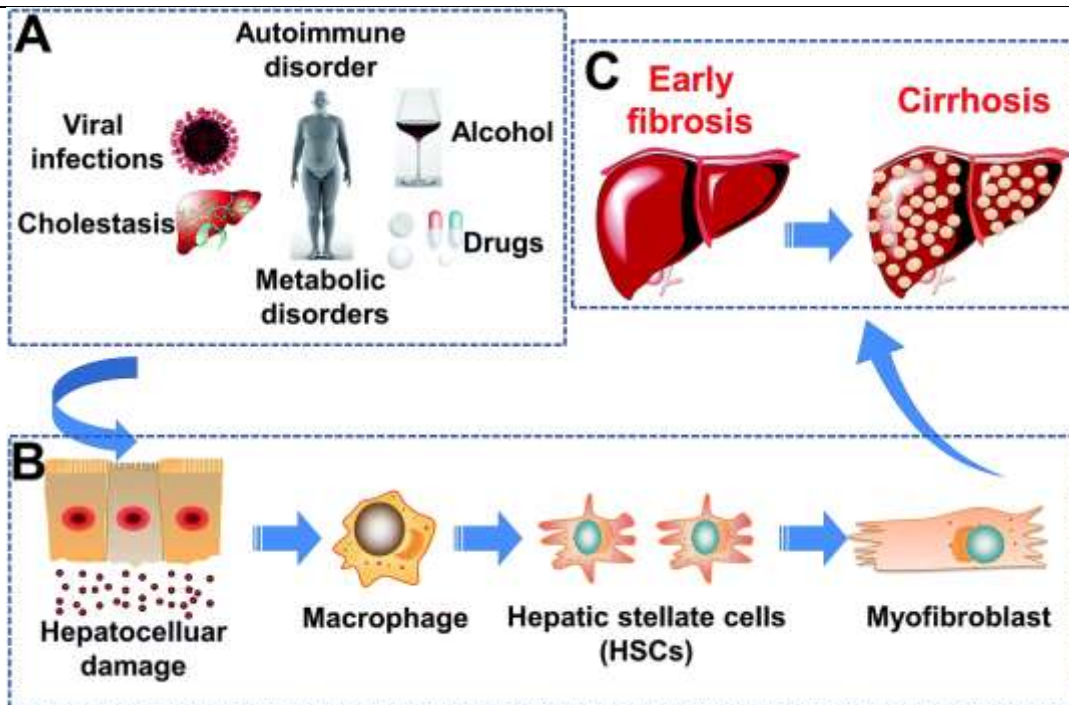 A
Autoimmune
disorder
Viral
infections
Alcohol
Cholestasis
Drugs
Metabolic
disorders
C
Early
fibrosis
Cirrhosis
B
Hepatocelluar
damage
Macrophage
Hepatic stellate cells
(HSCs)
Myofibroblast